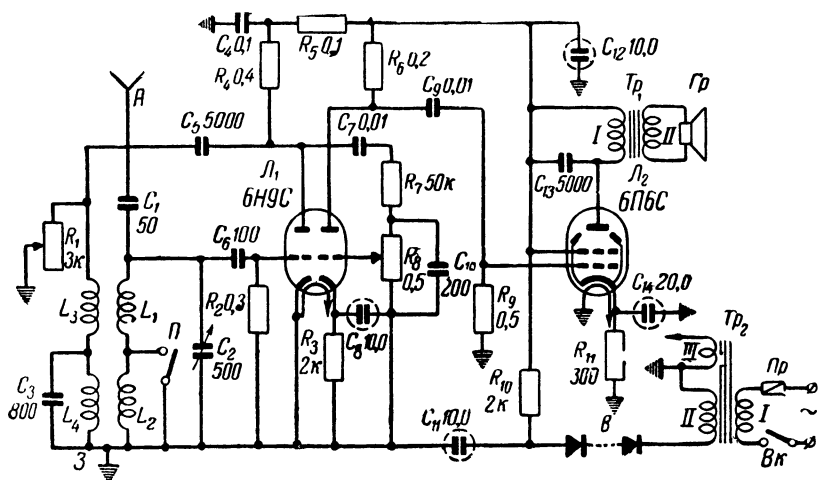 C₄ 0,1
R₅ 0,1
R₄ 0,4
R₆ 0,2
C₁₂ 10,0
C₉ 0,01
Тр₁
Гр
I
II
А
C₅ 5000
C₇ 0,01
Л₁
6Н9С
R₇ 50к
C₁₃ 5000
Л₂
6П6С
C₁
50
R₁
3к
C₆ 100
R₈
0,5
C₁₀
200
R₉
0,5
C₁₄ 20,0
L₃
L₁
П
R₂ 0,3
C₂
500
R₃
2к
C₈ 10,0
R₁₀
2к
R₁₁
300
Тр₂
III
II
I
Пр
~
C₃
800
L₄
L₂
З
C₁₁ 10,0
В
Вк